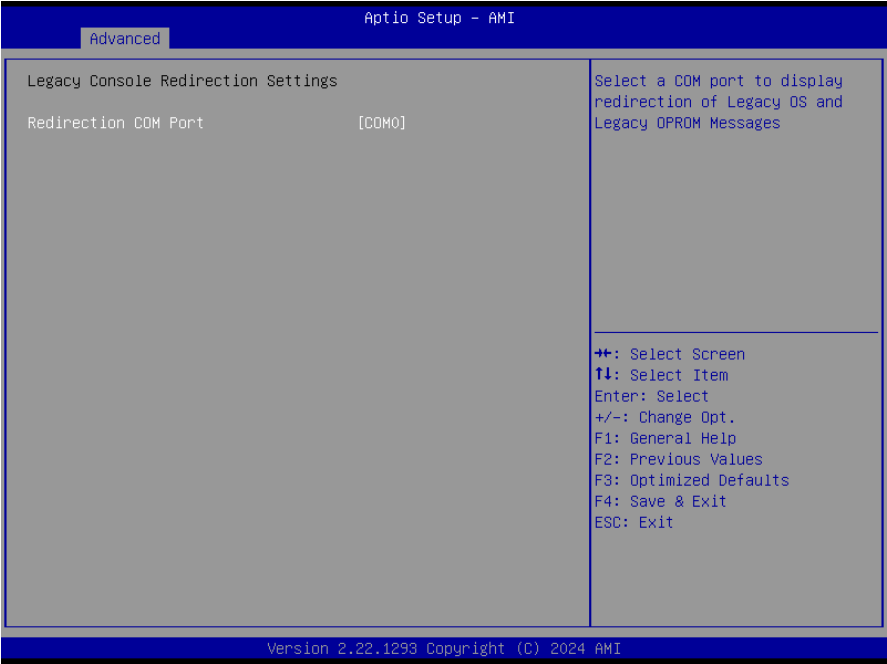 Aptio Setup – AMI
Advanced
Legacy Console Redirection Settings
Redirection COM Port [COM0]
Select a COM port to display
redirection of Legacy OS and
Legacy OPROM Messages
→←: Select Screen
↑↓: Select Item
Enter: Select
+/-: Change Opt.
F1: General Help
F2: Previous Values
F3: Optimized Defaults
F4: Save & Exit
ESC: Exit
Version 2.22.1293 Copyright (C) 2024 AMI